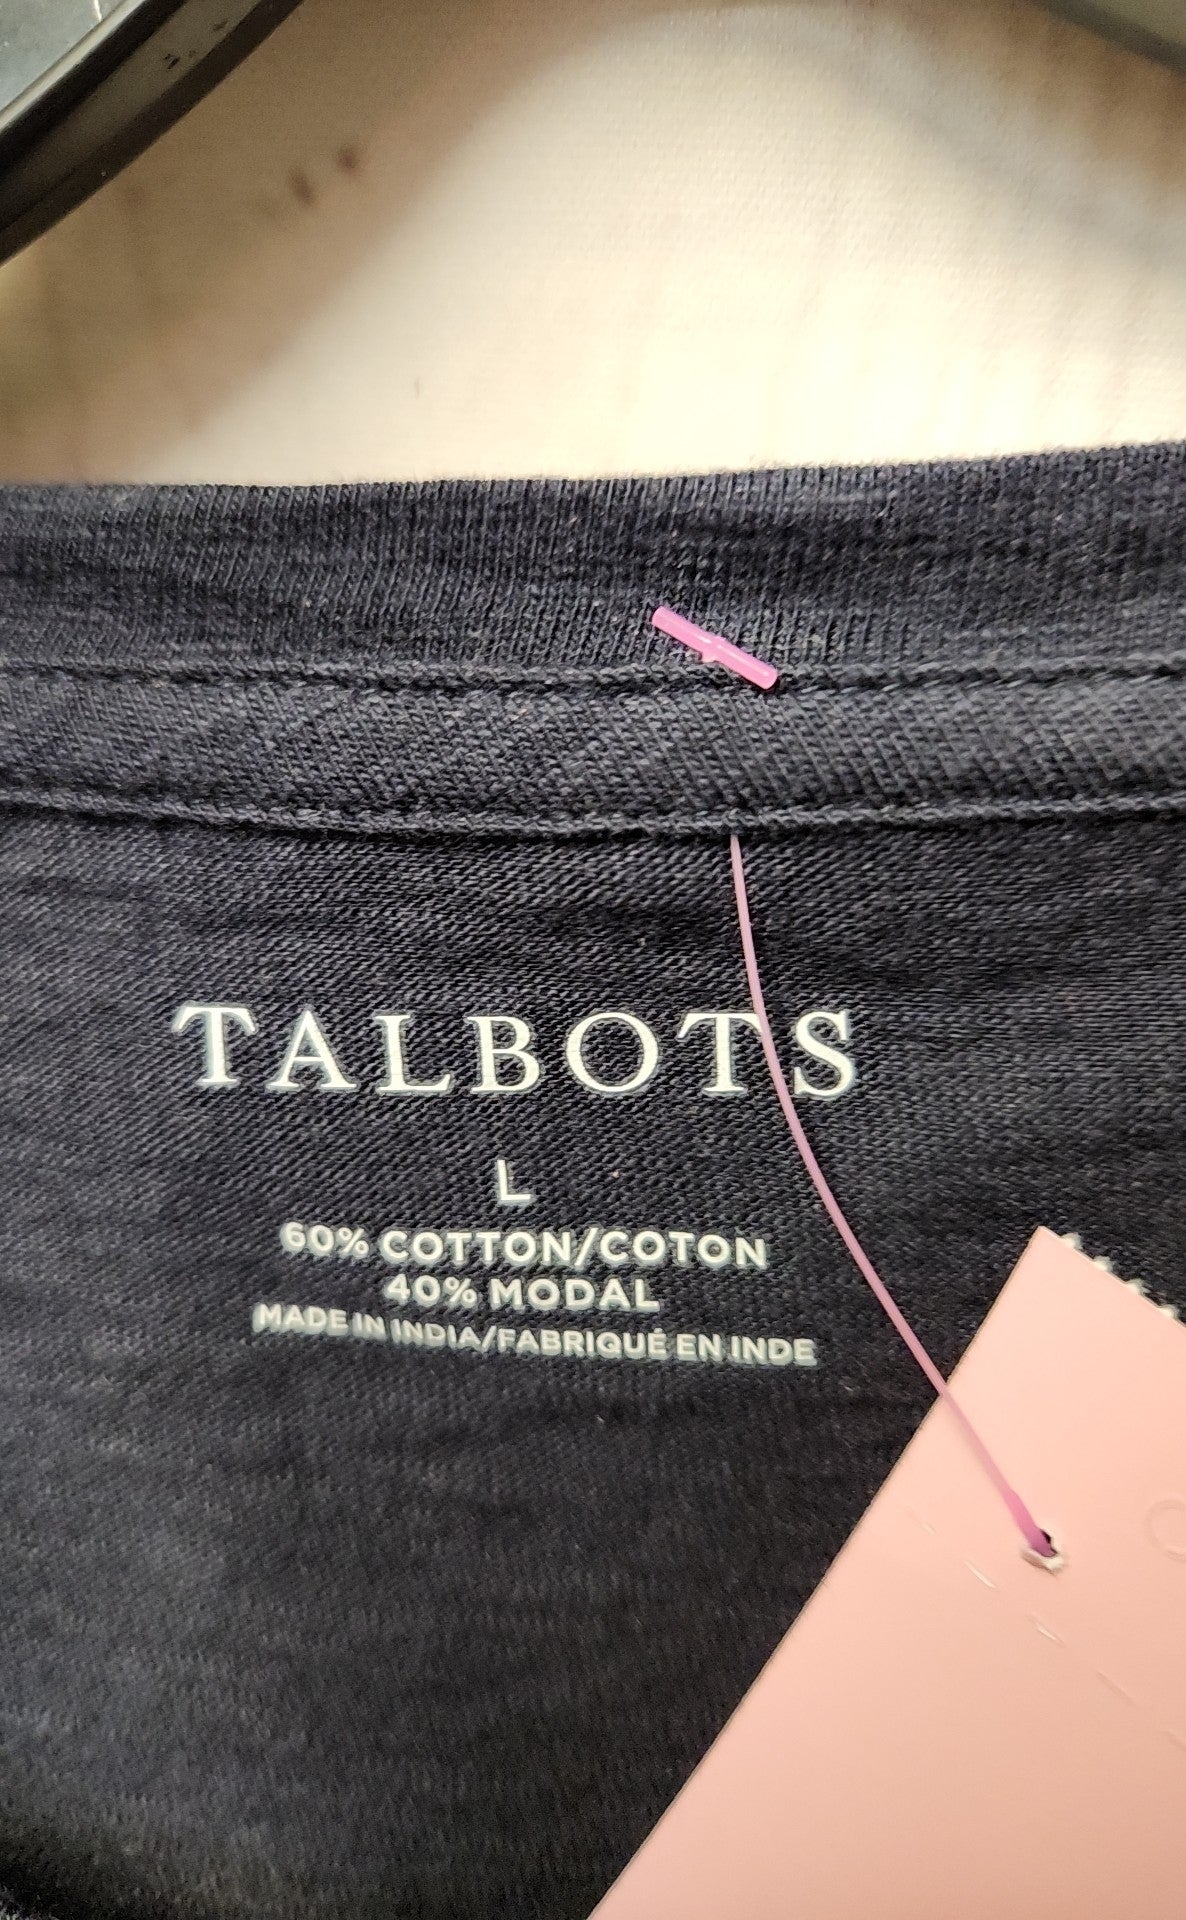 TALBOTS
L
60% COTTON/COTON
40% MODAL
MADE IN INDIA/FABRIQUÉ EN INDE